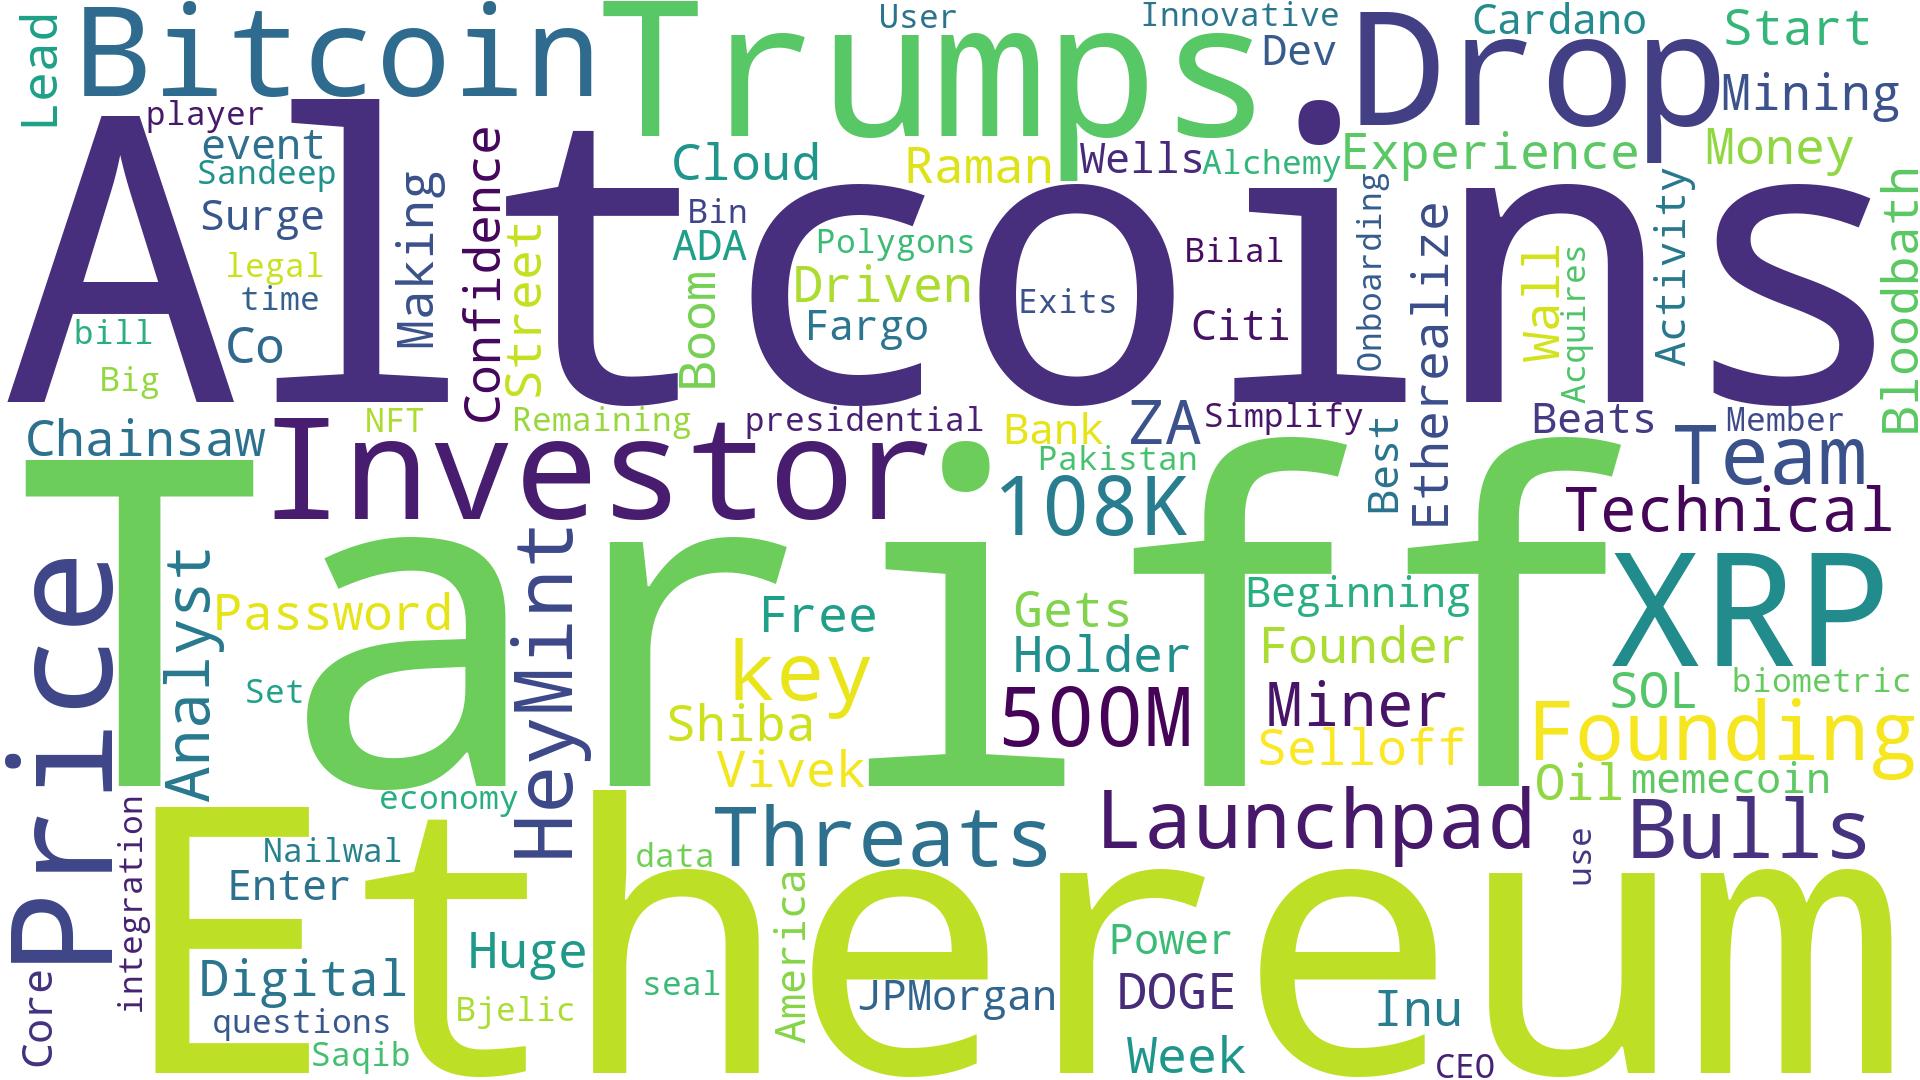 Lead
Bitcoin
Trumps
User
Innovative
Dev
Drop
Cardano
Start
Mining
player
event
Sandeep
Surge
legal
time
Co
bill
Big
Altcoins
Making
Confidence
Street
Cloud
Raman
Wells
Alchemy
Experience
Money
Bin
ADA
Boom
Polygons
Driven
Fargo
Exits
Bilal
Citi
Onboarding
Etherealize
Wall
Acquires
Activity
Bloodbath
Chainsaw
NFT
Remaining
presidential
Bank
ZA
Simplify
Pakistan
Best
Beats
Member
Team
Investor
108K
Technical
Price
Tariff
Analyst
Password
Set
HeyMint
Free
key
Shiba
Vivek
Gets
Holder
500M
Beginning
Founder
Miner
Selloff
XRP
SOL
biometric
Founding
Oil
memecoin
economy
integration
Ethereum
Nailwal
Enter
data
Threats
Launchpad
use
Bulls
Core
Digital
questions
Saqib
Huge
Bjelic
seal
America
JPMorgan
Power
DOGE
Week
Inu
CEO